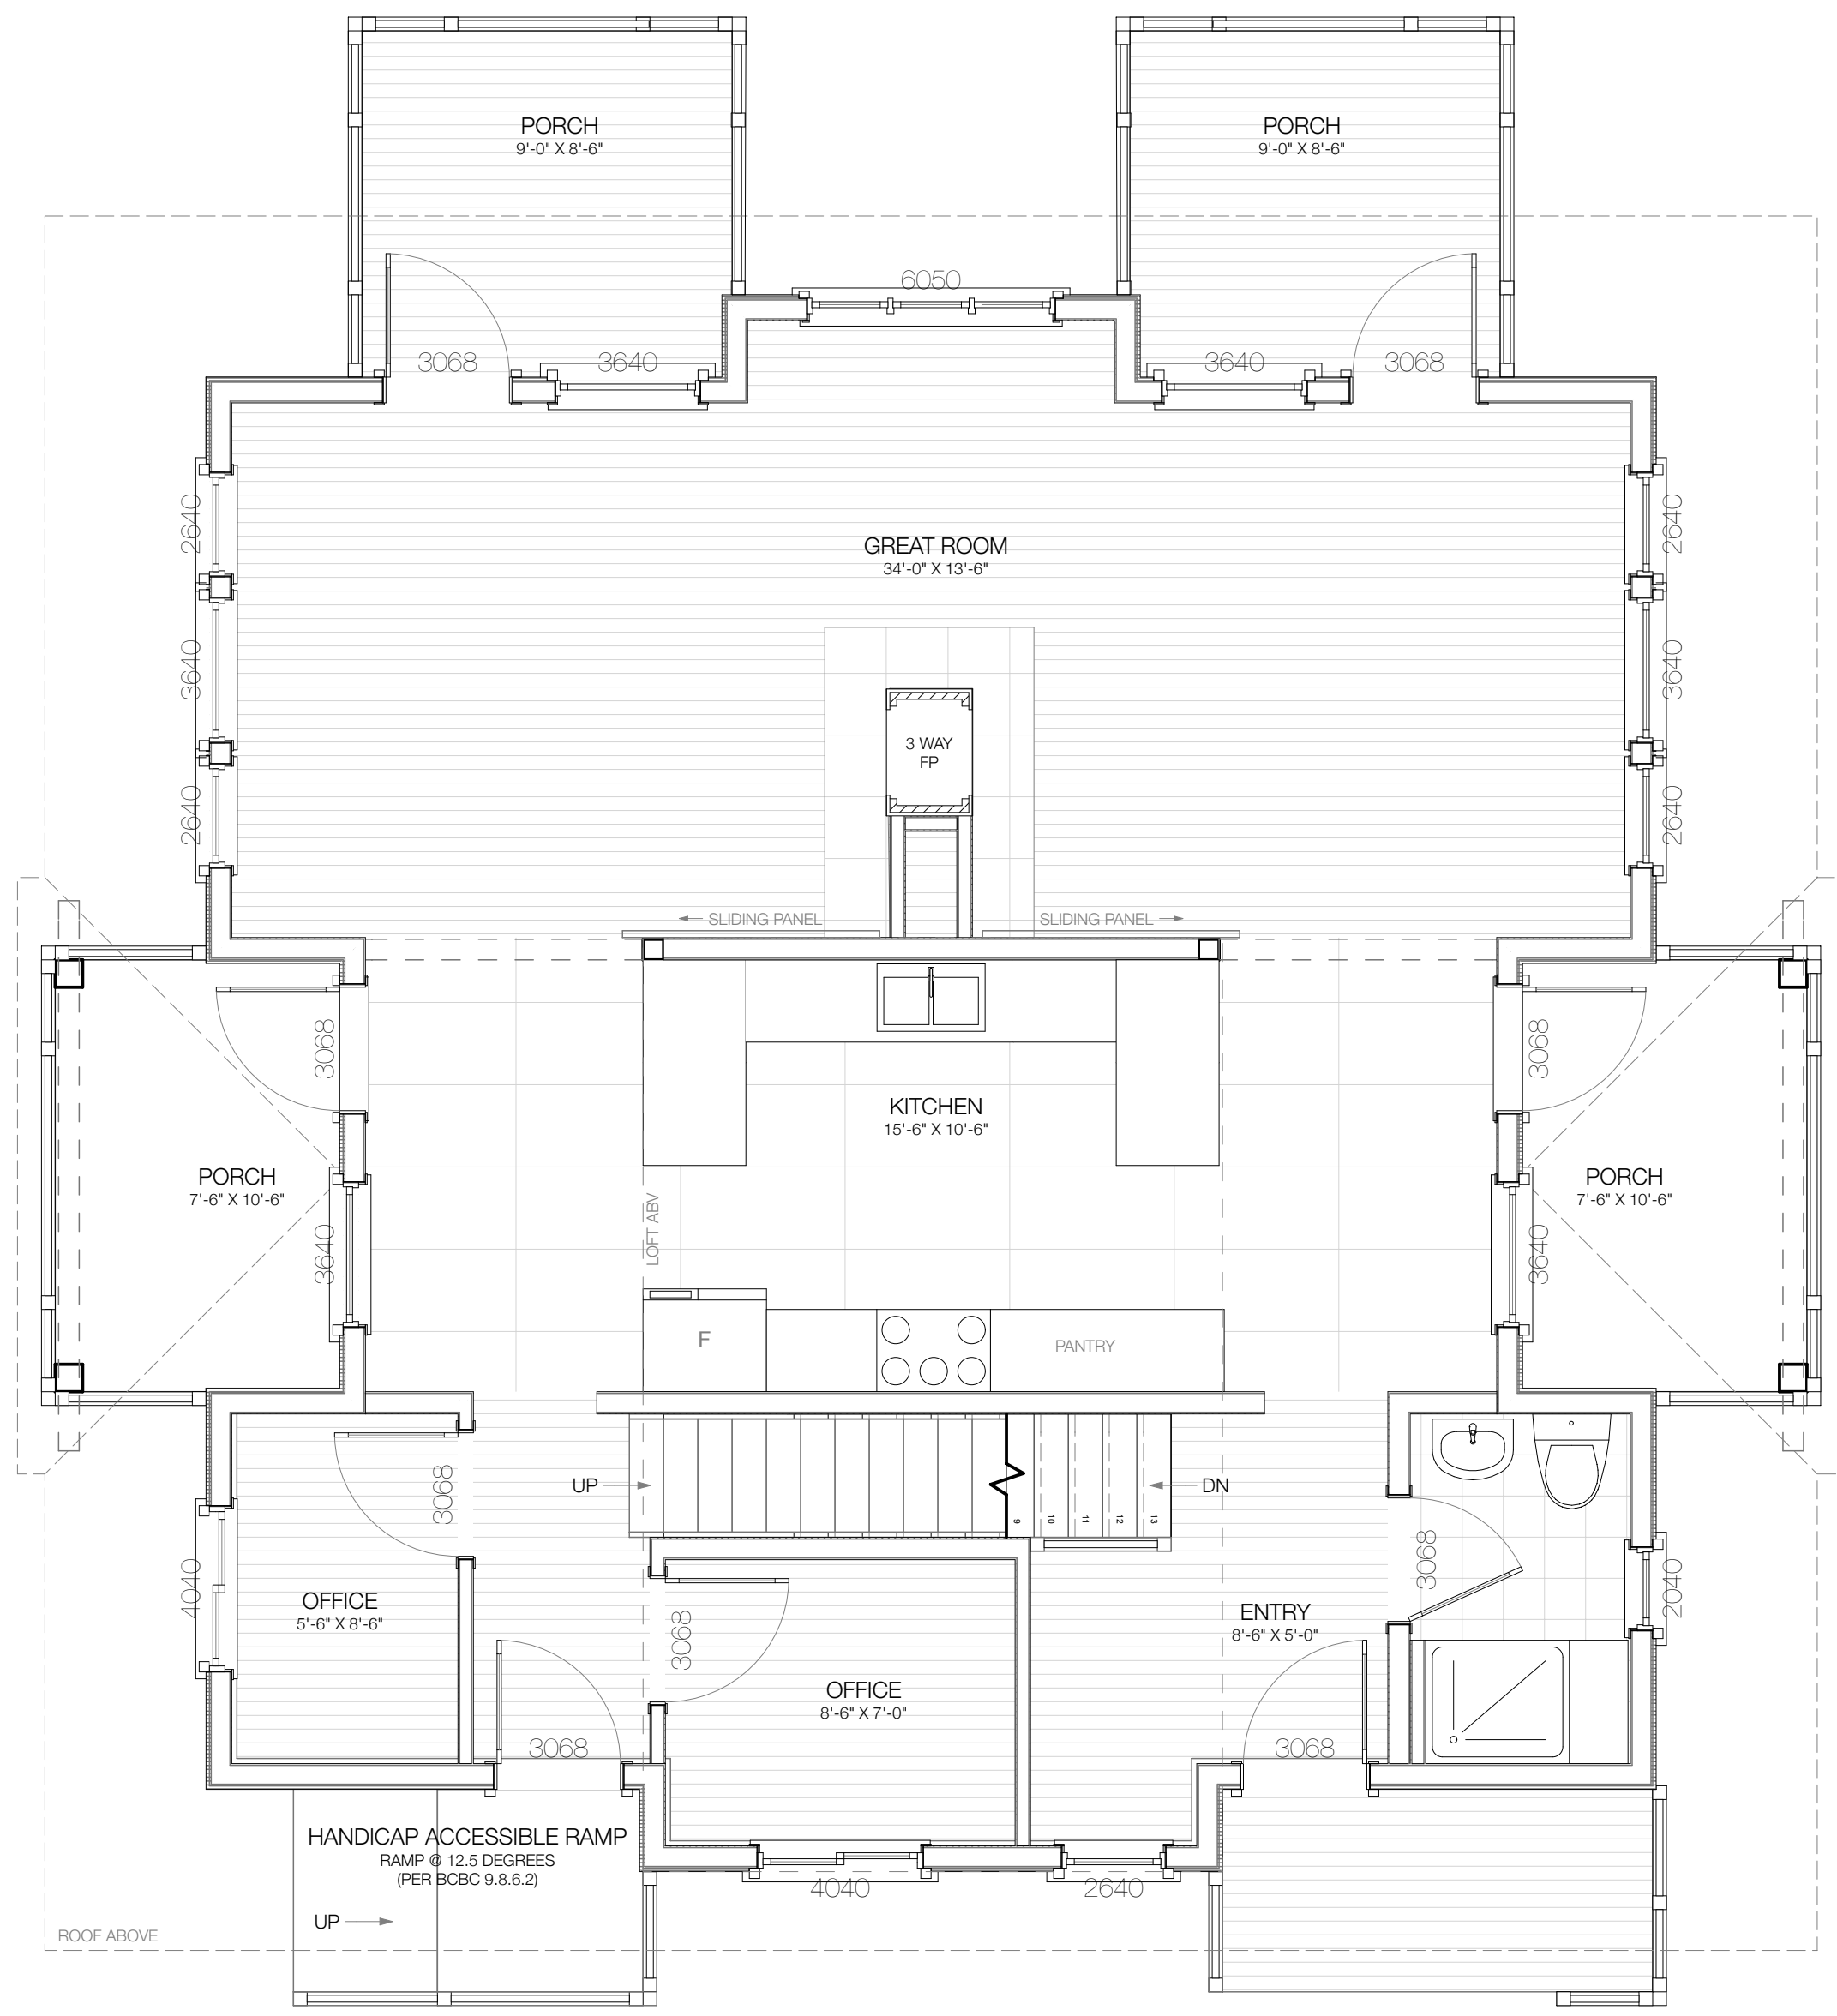 PORCH
9'-0" X 8'-6"
PORCH
9'-0" X 8'-6"
6050
3068
3640
3640
3068
2640
2640
GREAT ROOM
34'-0" X 13'-6"
3640
3640
3 WAY
FP
2640
2640
SLIDING PANEL
SLIDING PANEL
3068
3068
KITCHEN
15'-6" X 10'-6"
PORCH
7'-6" X 10'-6"
PORCH
7'-6" X 10'-6"
LOFT ABV
3640
3640
F
PANTRY
UP
DN
3068
9
10
11
12
13
3068
4040
2040
OFFICE
5'-6" X 8'-6"
3068
ENTRY
8'-6" X 5'-0"
OFFICE
8'-6" X 7'-0"
3068
3068
HANDICAP ACCESSIBLE RAMP
RAMP @ 12.5 DEGREES
(PER BCBC 9.8.6.2)
4040
2640
UP
ROOF ABOVE